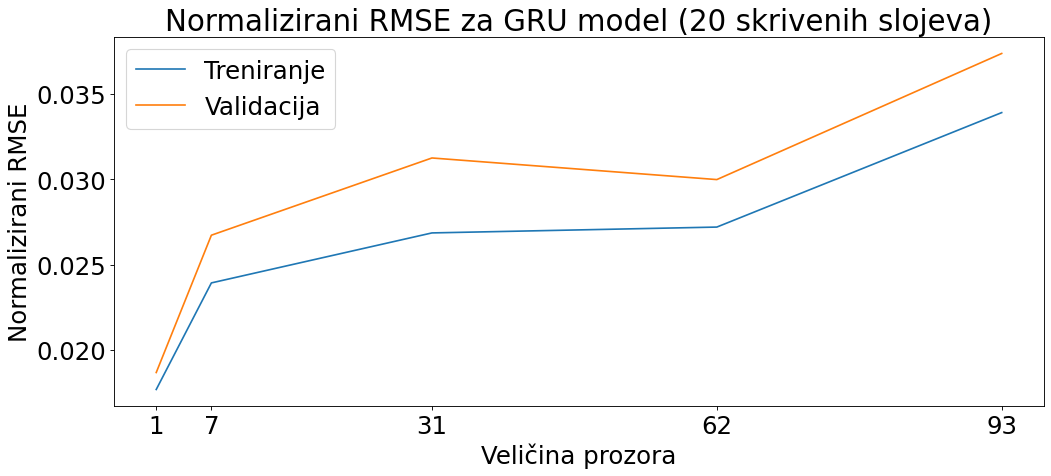 Normalizirani RMSE za GRU model (20 skrivenih slojeva)
Treniranje
Validacija
Normalizirani RMSE
0.035
0.030
0.025
0.020
1 7 31 62 93
Veličina prozora